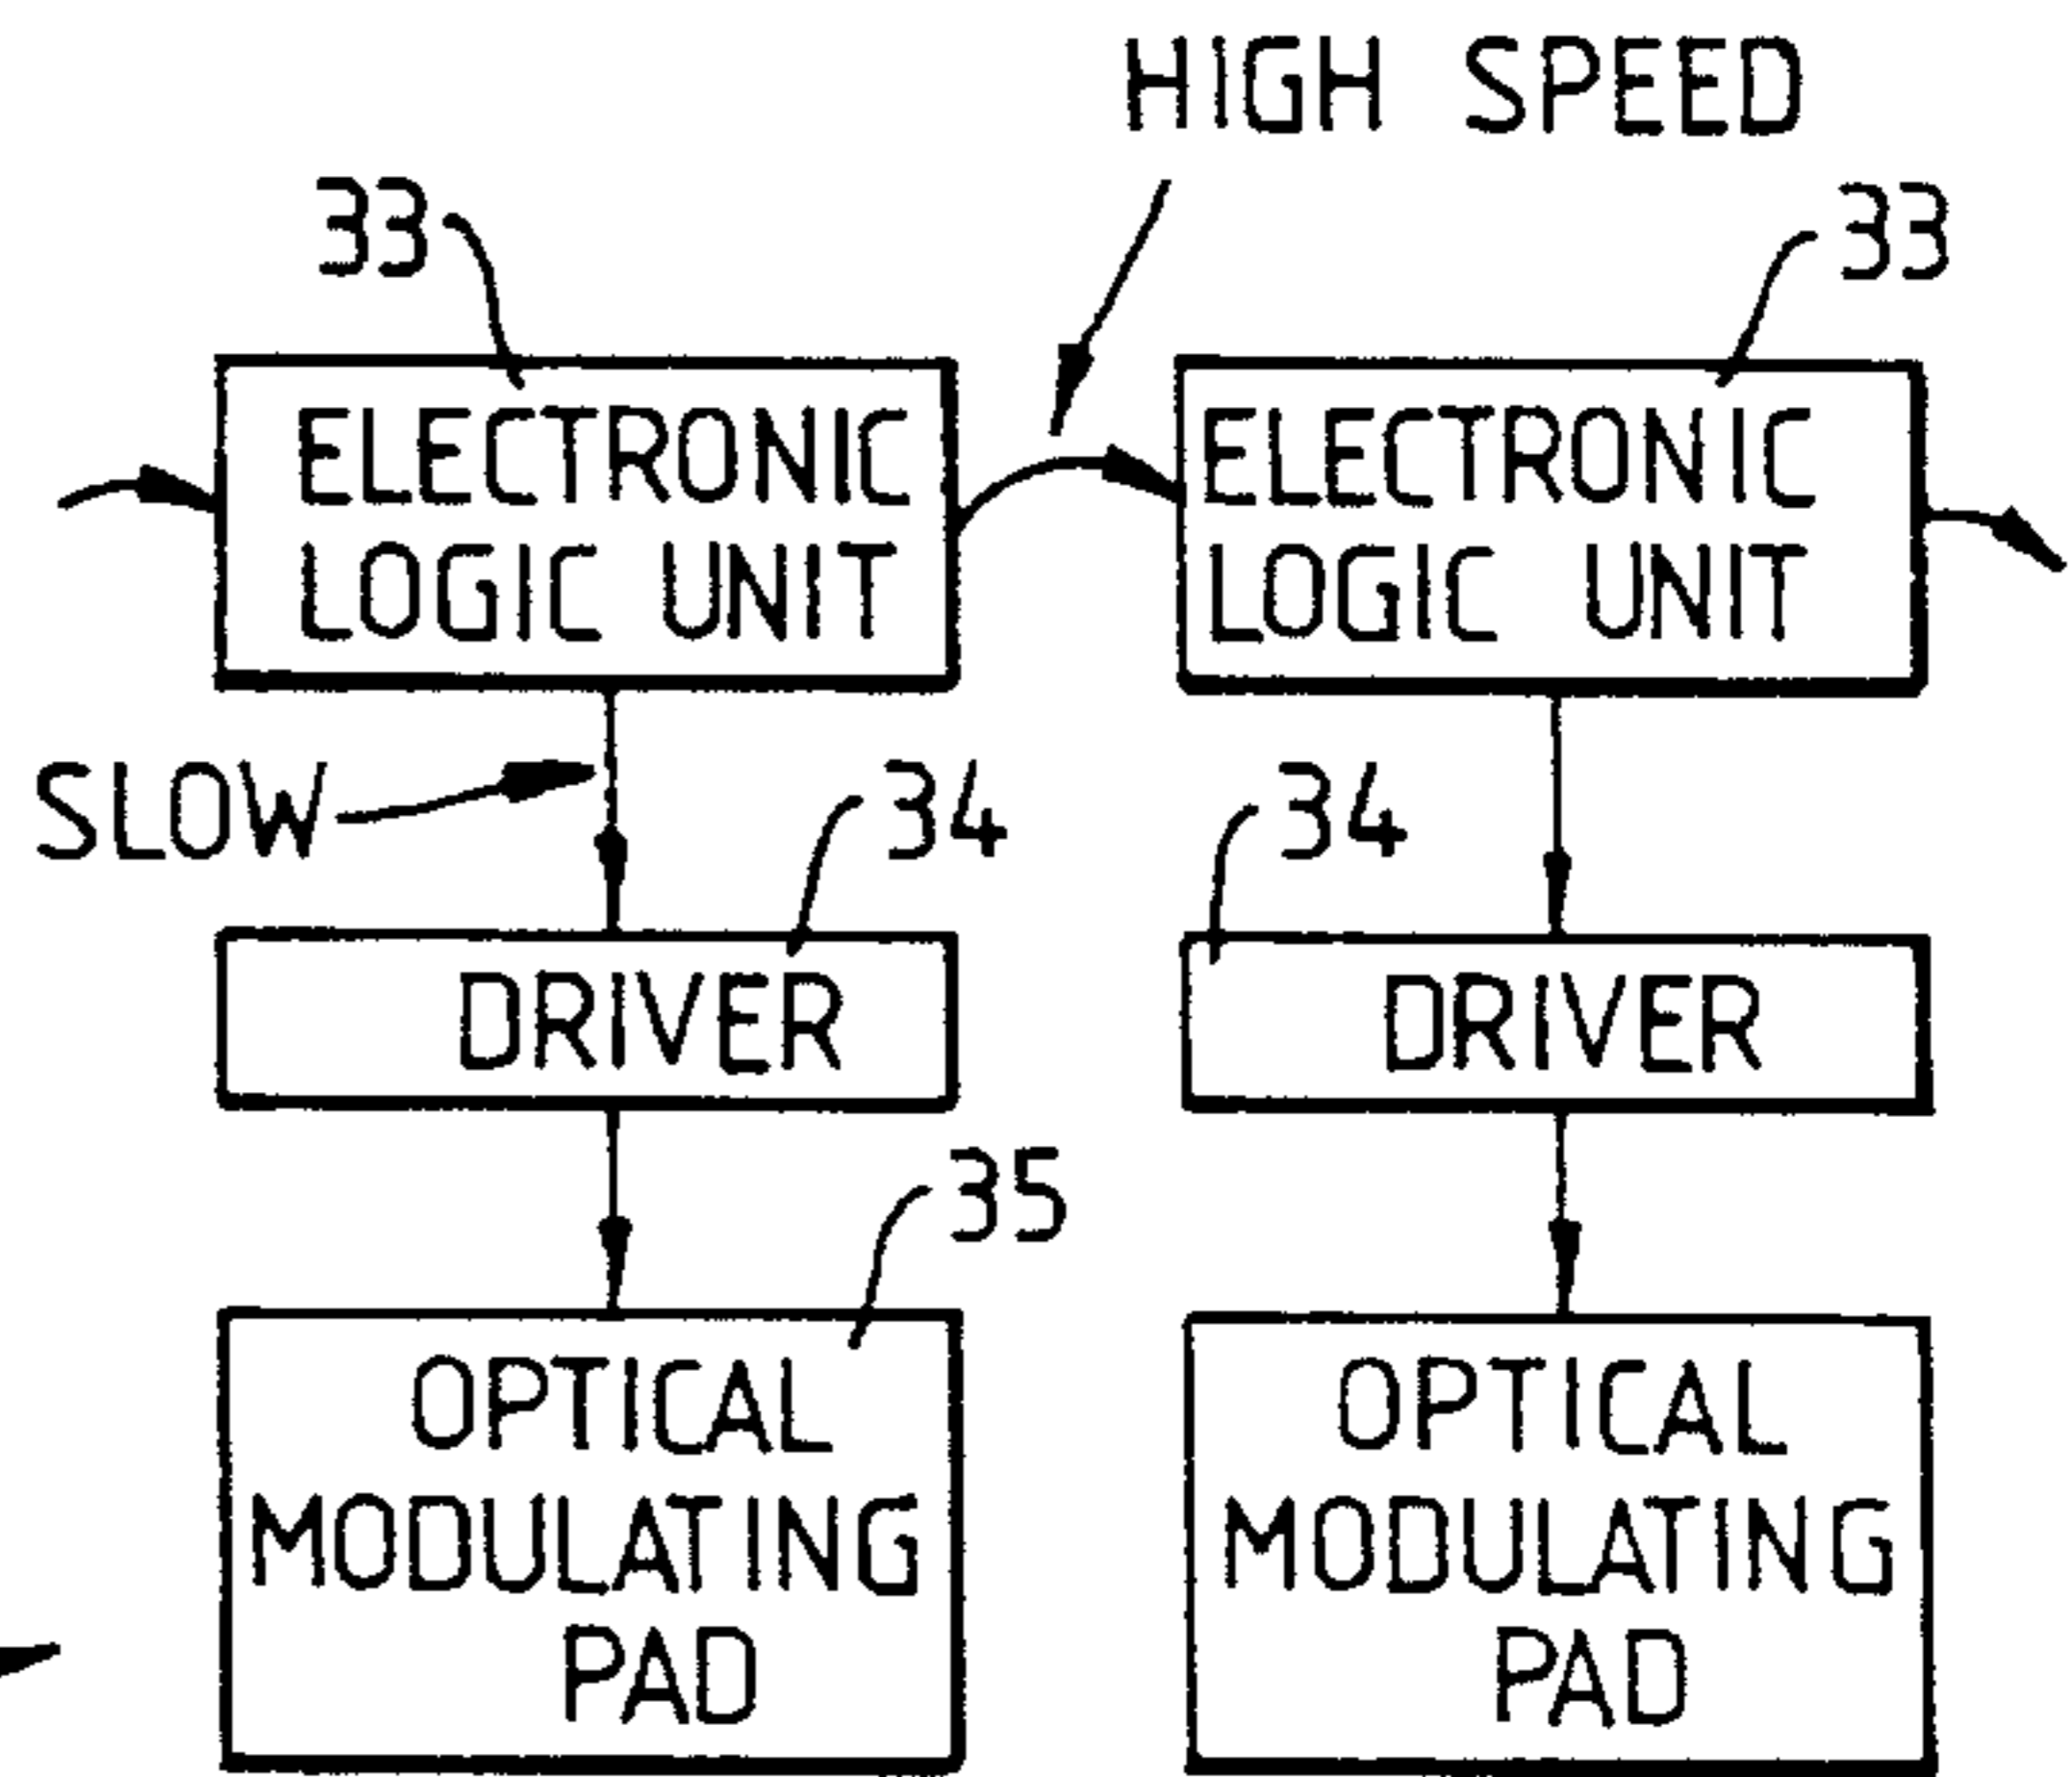 HIGH SPEED
33
33
ELECTRONIC
LOGIC UNIT
ELECTRONIC
LOGIC UNIT
SLOW
34
34
DRIVER
DRIVER
35
OPTICAL
MODULATING
PAD
OPTICAL
MODULATING
PAD